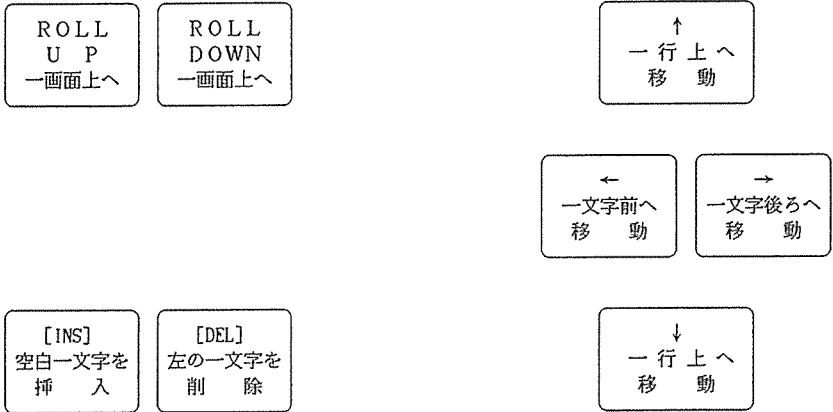 ROLL
UP
一画面上へ
ROLL
DOWN
一画面上へ
↑
一行上へ
移動
←
一文字前へ
移動
→
一文字後ろへ
移動
[INS]
空白一文字を
挿入
[DEL]
左の一文字を
削除
↓
一行上へ
移動